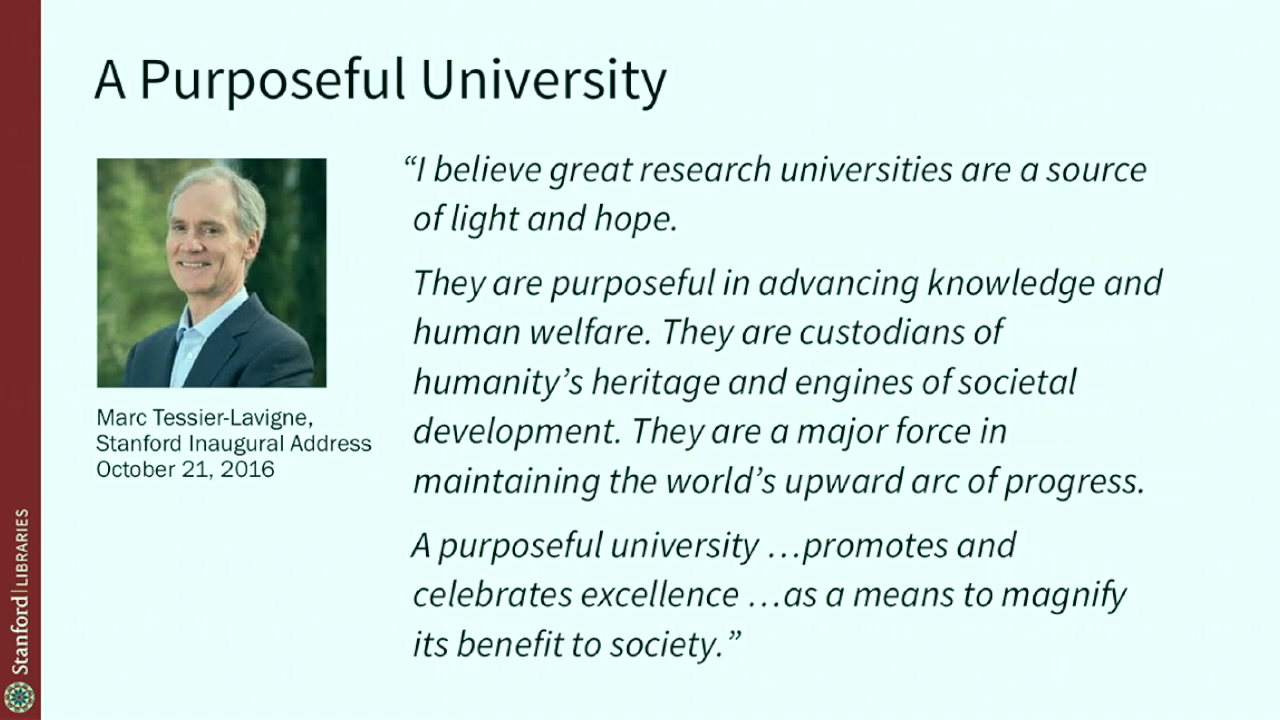 A Purposeful University
“I believe great research universities are a source
of light and hope.
They are purposeful in advancing knowledge and
human welfare. They are custodians of
humanity’s heritage and engines of societal
development. They are a major force in
maintaining the world’s upward arc of progress.
A purposeful university …promotes and
celebrates excellence …as a means to magnify
its benefit to society.”
Marc Tessier-Lavigne,
Stanford Inaugural Address
October 21, 2016
Stanford | LIBRARIES